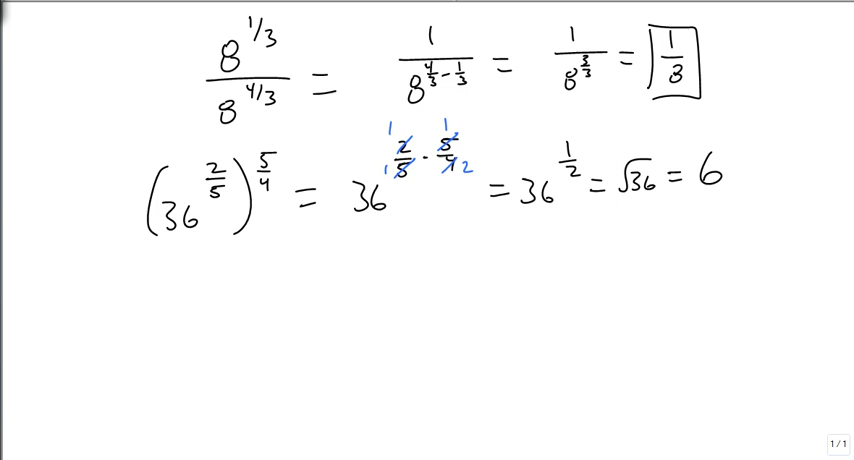 8^{1/3} / 8^{4/3} = 1 / 8^{4/3 - 1/3} = 1 / 8^{3/3} = 1/8
(36^{2/5})^{5/4} = 36^{2/5 · 5/4} = 36^{1/2} = √36 = 6
1 / 1